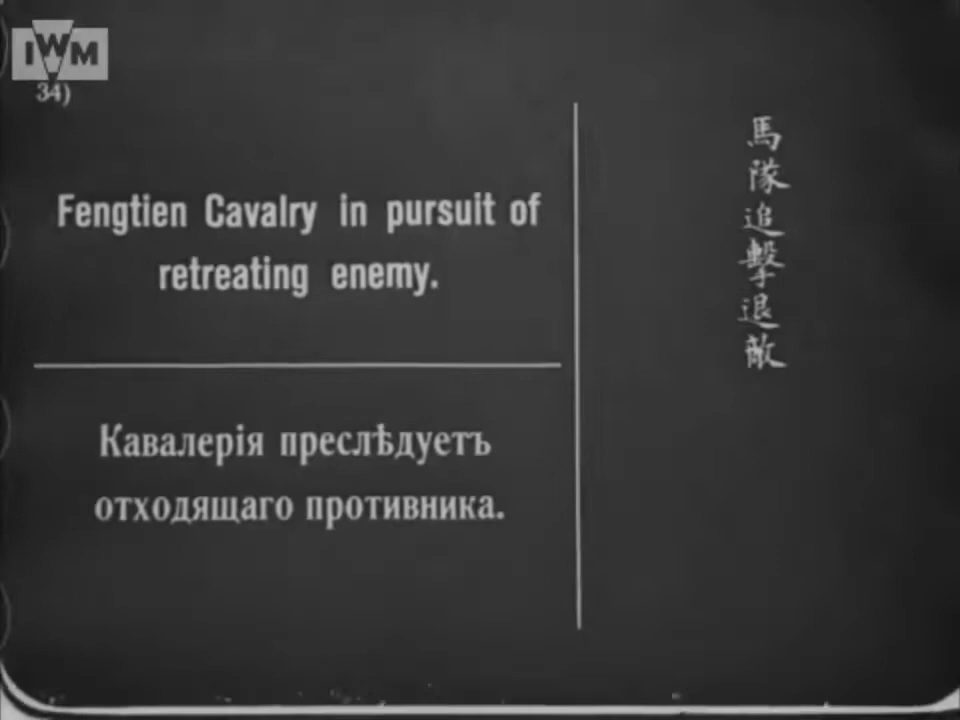 IWM
34)
Fengtien Cavalry in pursuit of
retreating enemy.
Кавалерія преслѣдуетъ
отходящаго противника.
馬隊追擊退敵